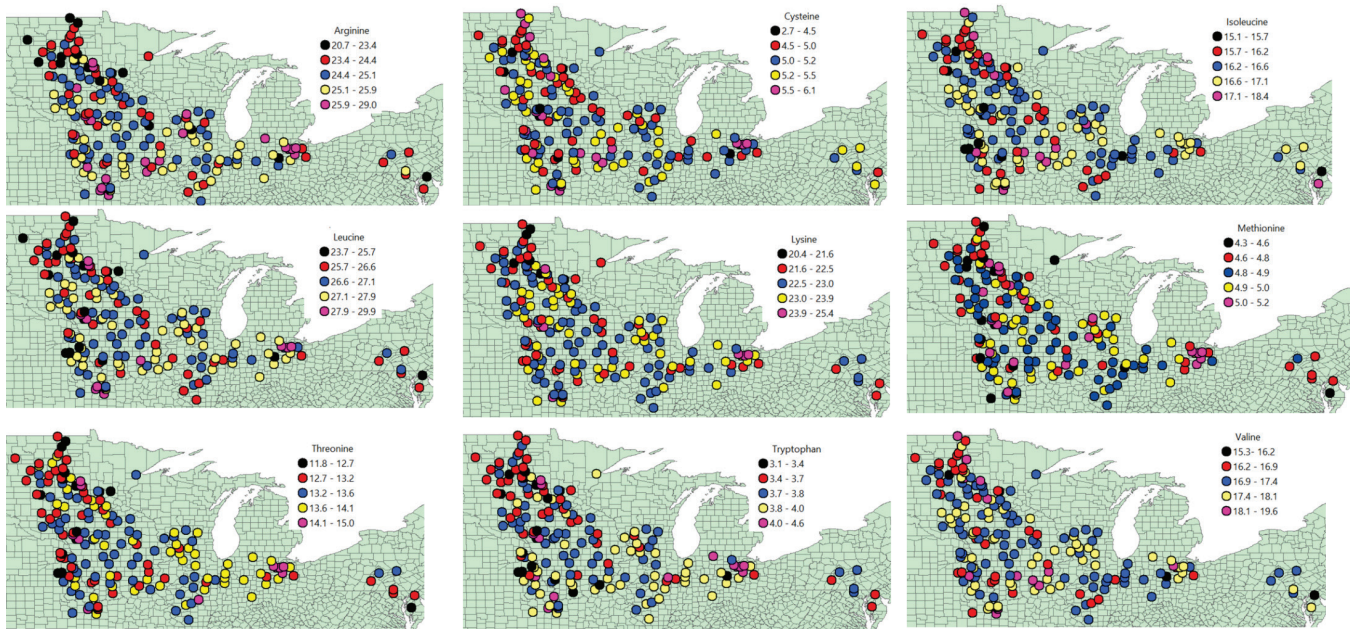 Arginine
20.7 - 23.4
23.4 - 24.4
24.4 - 25.1
25.1 - 25.9
25.9 - 29.0
Cysteine
2.7 - 4.5
4.5 - 5.0
5.0 - 5.2
5.2 - 5.5
5.5 - 6.1
Isoleucine
15.1 - 15.7
15.7 - 16.2
16.2 - 16.6
16.6 - 17.1
17.1 - 18.4
Leucine
23.7 - 25.7
25.7 - 26.6
26.6 - 27.1
27.1 - 27.9
27.9 - 29.9
Lysine
20.4 - 21.6
21.6 - 22.5
22.5 - 23.0
23.0 - 23.9
23.9 - 25.4
Methionine
4.3 - 4.6
4.6 - 4.8
4.8 - 4.9
4.9 - 5.0
5.0 - 5.2
Threonine
11.8 - 12.7
12.7 - 13.2
13.2 - 13.6
13.6 - 14.1
14.1 - 15.0
Tryptophan
3.1 - 3.4
3.4 - 3.7
3.7 - 3.8
3.8 - 4.0
4.0 - 4.6
Valine
15.3- 16.2
16.2 - 16.9
16.9 - 17.4
17.4 - 18.1
18.1 - 19.6